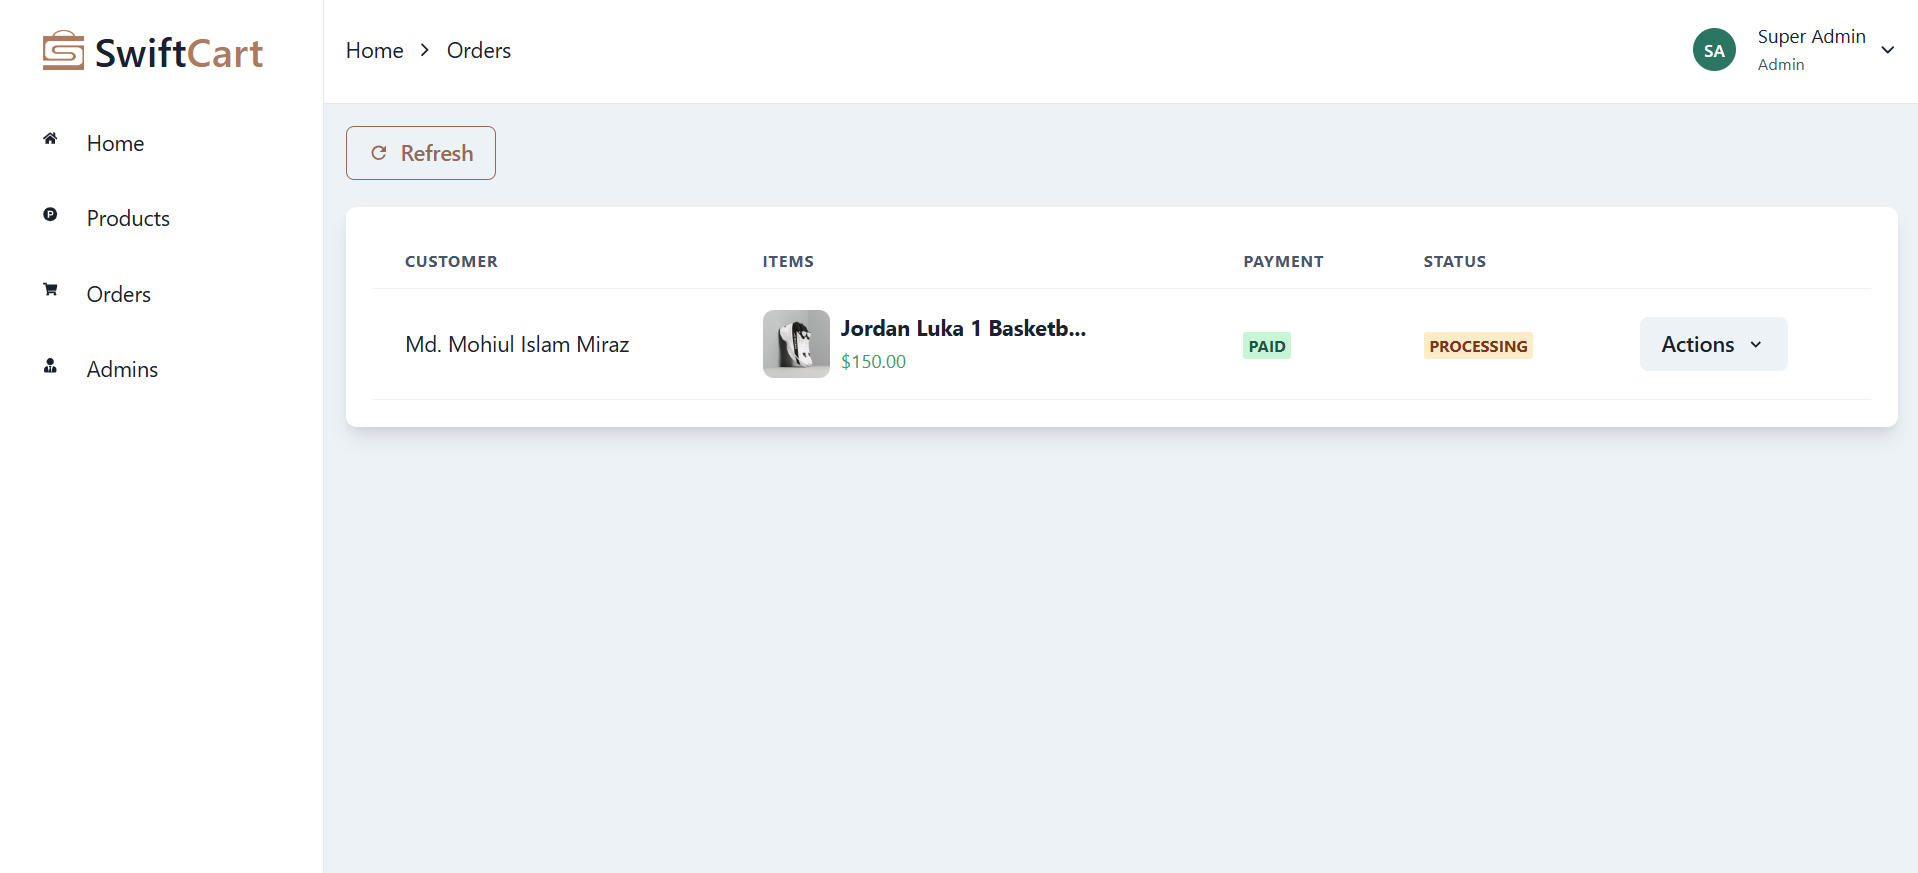 SwiftCart
Home
Products
Orders
Admins
Home > Orders
SA
Super Admin
Admin
Refresh
CUSTOMER ITEMS PAYMENT STATUS
Md. Mohiul Islam Miraz
Jordan Luka 1 Basketb...
$150.00
PAID
PROCESSING
Actions